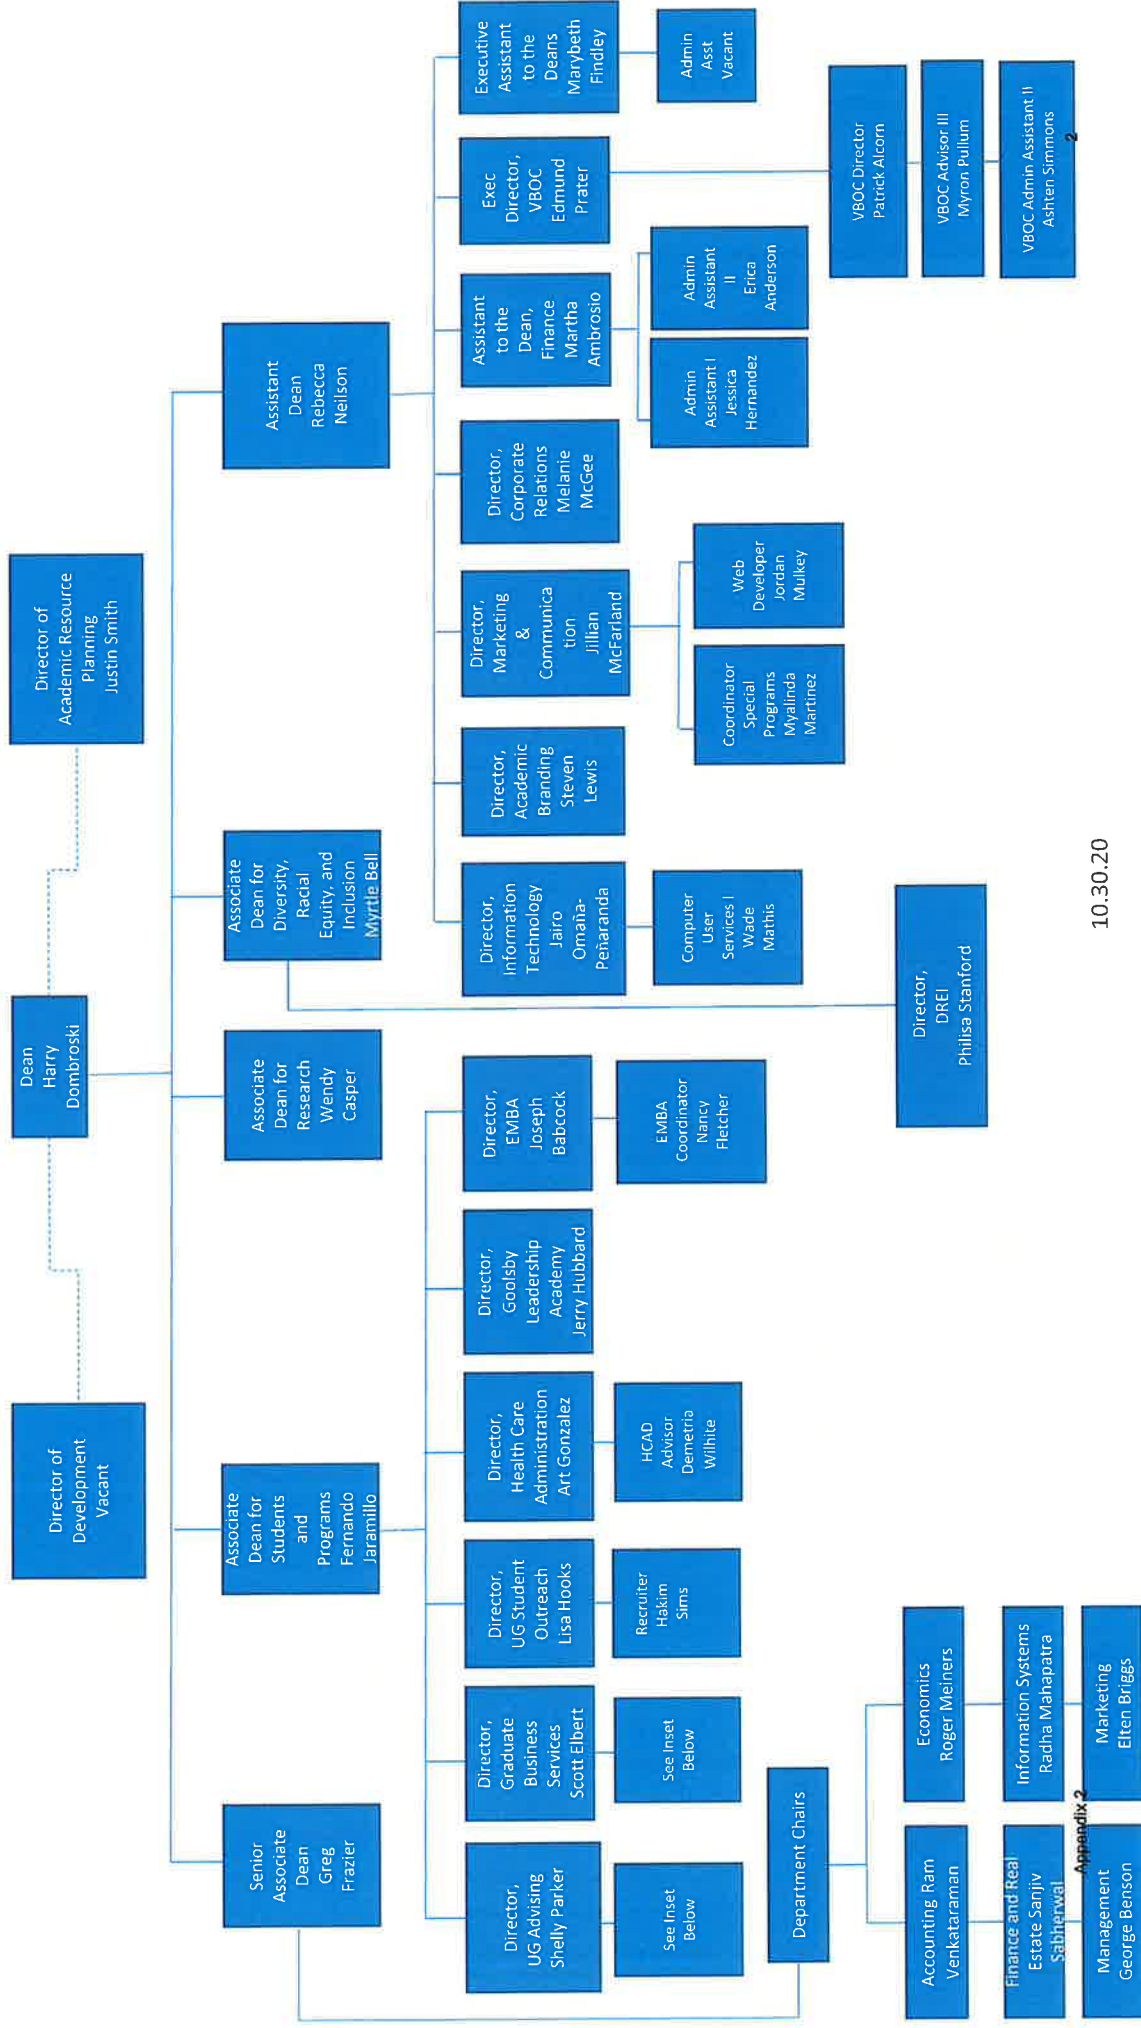 Director of
Development
Vacant
Dean
Harry
Dombroski
Director of
Academic Resource
Planning
Justin Smith
Senior
Associate
Dean
Greg
Frazier
Associate
Dean for
Students
and
Programs
Fernando
Jaramillo
Associate
Dean for
Research
Wendy
Casper
Associate
Dean for
Diversity,
Racial
Equity, and
Inclusion
Myrtle Bell
Assistant
Dean
Rebecca
Neilson
Director,
UG Advising
Shelly Parker
Director,
Graduate
Business
Services
Scott Elbert
Director,
UG Student
Outreach
Lisa Hooks
Director,
Health Care
Administration
Art Gonzalez
Director,
Goolsby
Leadership
Academy
Jerry Hubbard
Director,
EMBA
Joseph
Babcock
Director,
Information
Technology
Jairo
Omaña-
Peñaranda
Director,
Academic
Branding
Steven
Lewis
Director,
Marketing
&
Communica
tion
Jillian
McFarland
Director,
Corporate
Relations
Melanie
McGee
Assistant
to the
Dean,
Finance
Martha
Ambrosio
Exec
Director,
VBOC
Edmund
Prater
Executive
Assistant
to the
Deans
Marybeth
Findley
See Inset
Below
See Inset
Below
Recruiter
Hakim
Sims
HCAD
Advisor
Demetria
Wilhite
EMBA
Coordinator
Nancy
Fletcher
Computer
User
Services I
Wade
Mathis
Coordinator
Special
Programs
Myalinda
Martinez
Web
Developer
Jordan
Mulkey
Admin
Assistant I
Jessica
Hernandez
Admin
Assistant
II
Erica
Anderson
Admin
Asst
Vacant
Department Chairs
Director,
DREI
Philisa Stanford
VBOC Director
Patrick Alcorn
VBOC Advisor III
Myron Pullum
VBOC Admin Assistant II
Ashten Simmons
2
Accounting Ram
Venkataraman
Economics
Roger Meiners
Finance and Real
Estate Sanjiv
Sabherwal
Information Systems
Radha Mahapatra
Appendix 2
Management
George Benson
Marketing
Elten Briggs
10.30.20